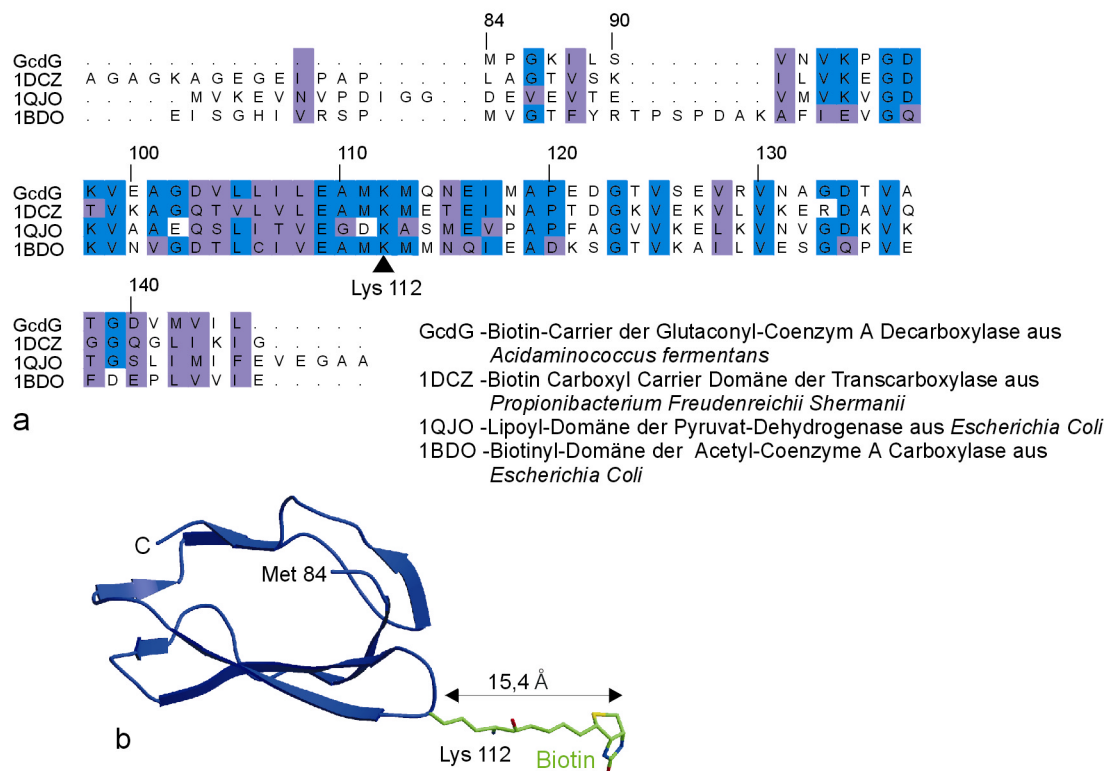 84 90
GcdG . . . . . . . . . . . . . . . . . . . M P G K I L S . . . . . . . V N V K P G D
1DCZ A G A G K A G E G E I P A P . . . . . L A G T V S K . . . . . . . I L V K E G D
1QJO . . . . . M V K E V N V P D I G G . . D E V E V T E . . . . . . . V M V K V G D
1BDO . . . . E I S G H I V R S P . . . . . M V G T F Y R T P S P D A K A F I E V G Q
100 110 120 130
GcdG K V E A G D V L L I L E A M K M Q N E I M A P E D G T V S E V R V N A G D T V A
1DCZ T V K A G Q T V L V L E A M K M E T E I N A P T D G K V E K V L V K E R D A V Q
1QJO K V A A E Q S L I T V E G D K A S M E V P A P F A G V V K E L K V N V G D K V K
1BDO K V N V G D T L C I V E A M K M M N Q I E A D K S G T V K A I L V E S G Q P V E
Lys 112
140
GcdG T G D V M V I L . . . . . .
1DCZ G G Q G L I K I G . . . . .
1QJO T G S L I M I F E V E G A A
1BDO F D E P L V V I E . . . . .
a
GcdG -Biotin-Carrier der Glutaconyl-Coenzym A Decarboxylase aus
Acidaminococcus fermentans
1DCZ -Biotin Carboxyl Carrier Domäne der Transcarboxylase aus
Propionibacterium Freudenreichii Shermanii
1QJO -Lipoyl-Domäne der Pyruvat-Dehydrogenase aus Escherichia Coli
1BDO -Biotinyl-Domäne der Acetyl-Coenzyme A Carboxylase aus
Escherichia Coli
C
Met 84
15,4 Å
Lys 112
Biotin
b